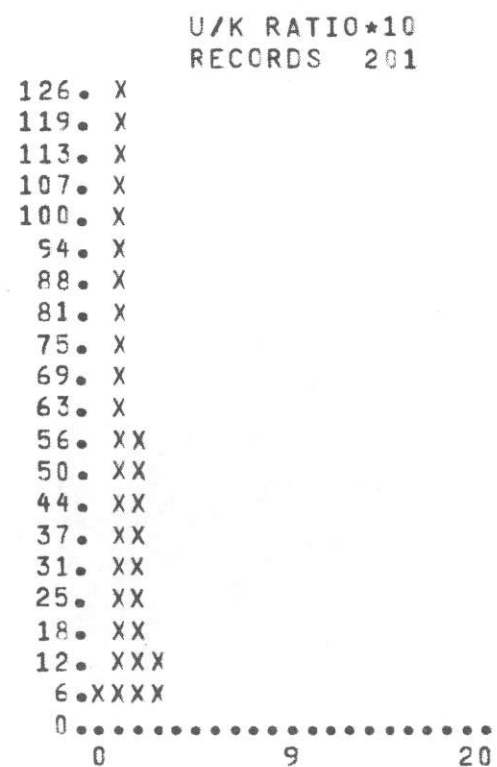 U/K RATIO*10
RECORDS 201
126. X
119. X
113. X
107. X
100. X
94. X
88. X
81. X
75. X
69. X
63. X
56. XX
50. XX
44. XX
37. XX
31. XX
25. XX
18. XX
12. XXX
6.XXXX
0.....................
0 9 20